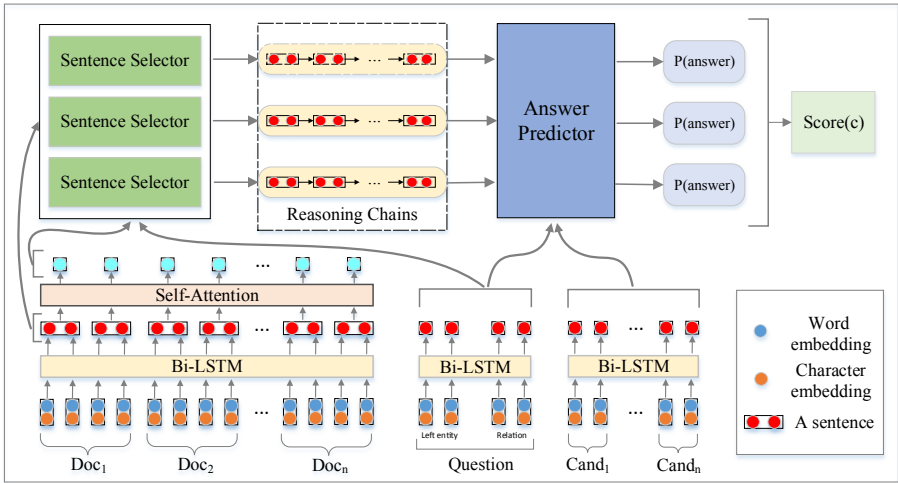 Sentence Selector
Sentence Selector
Sentence Selector
...
...
...
Reasoning Chains
Answer
Predictor
P(answer)
P(answer)
P(answer)
Score(c)
...
Self-Attention
...
...
Bi-LSTM
Bi-LSTM
Bi-LSTM
...
...
Left entity
Relation
Doc1
Doc2
Docn
Question
Cand1
Candn
Word
embedding
Character
embedding
A sentence